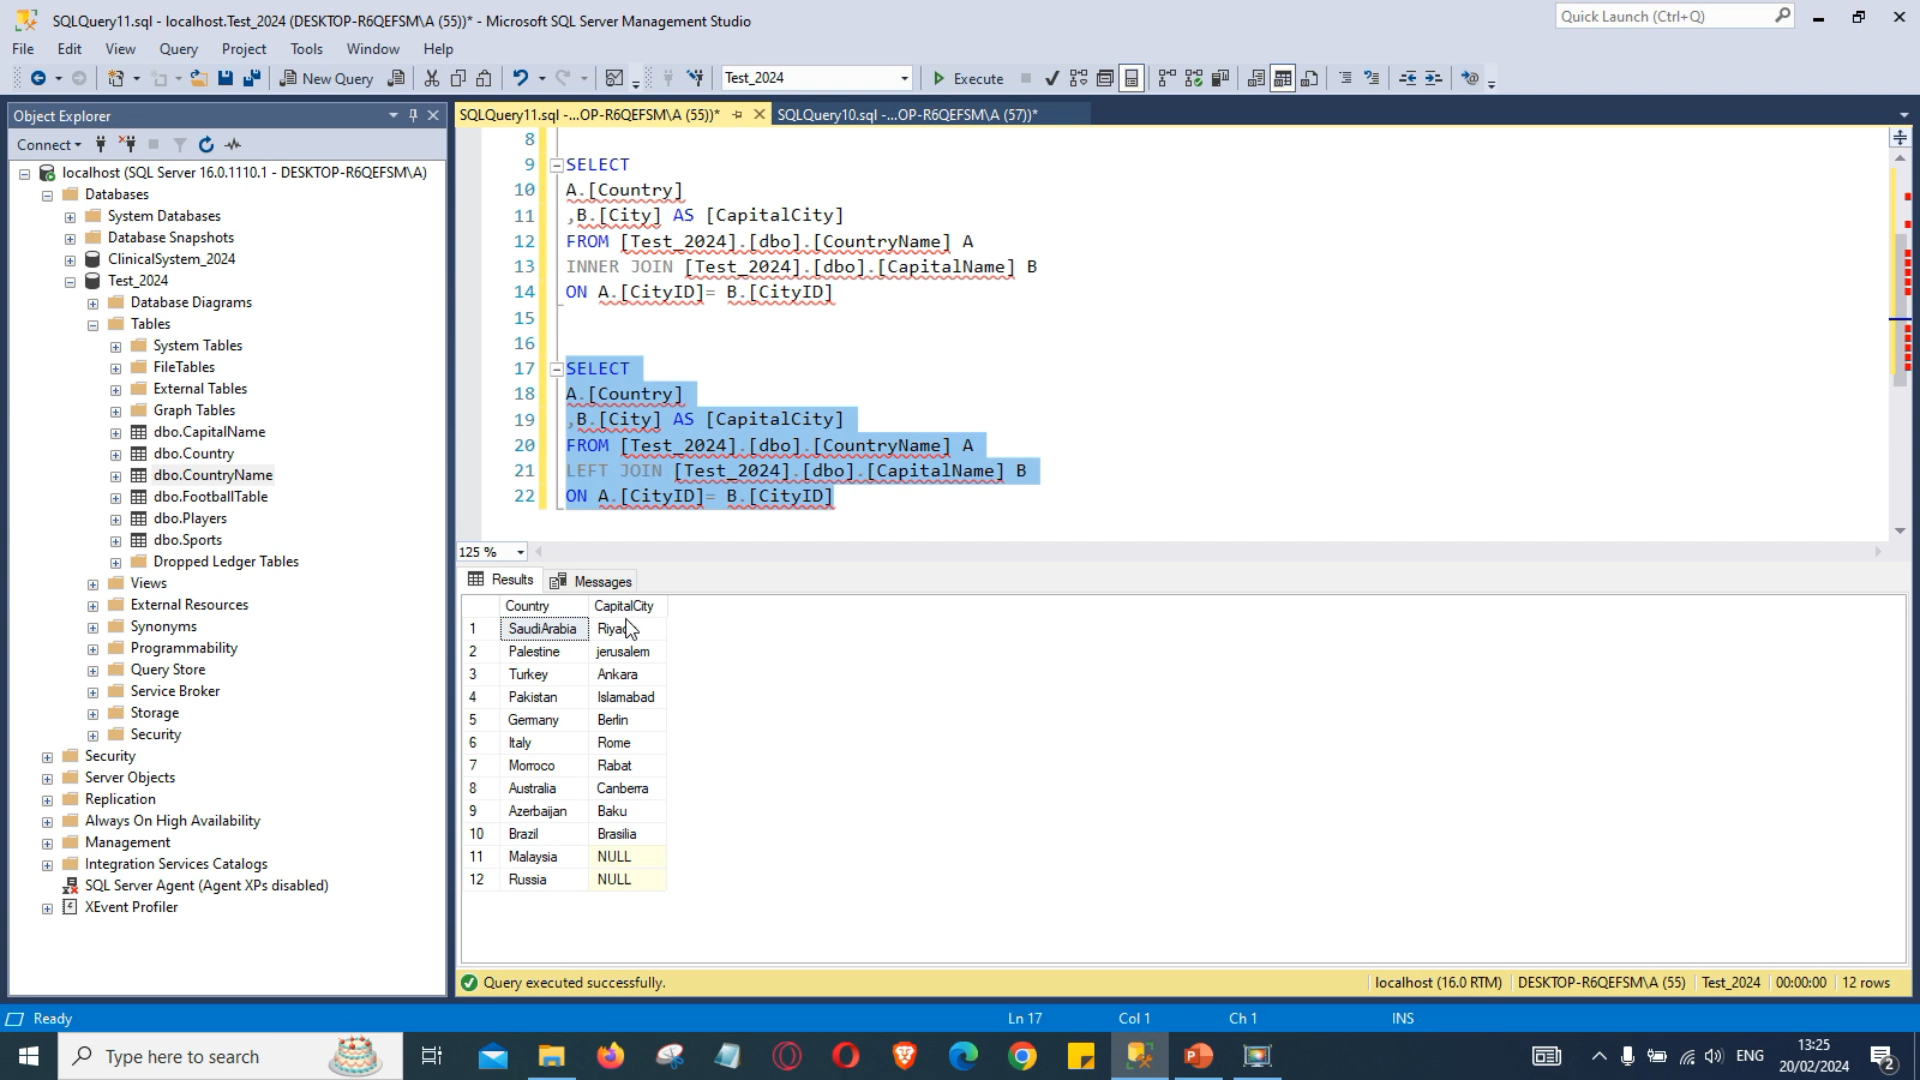 SQLQuery11.sql - localhost.Test_2024 (DESKTOP-R6QEFSM\A (55))* - Microsoft SQL Server Management Studio
Quick Launch (Ctrl+Q)
File Edit View Query Project Tools Window Help
New Query
Test_2024
Execute
Object Explorer
Connect
localhost (SQL Server 16.0.1110.1 - DESKTOP-R6QEFSM\A)
Databases
System Databases
Database Snapshots
ClinicalSystem_2024
Test_2024
Database Diagrams
Tables
System Tables
FileTables
External Tables
Graph Tables
dbo.CapitalName
dbo.Country
dbo.CountryName
dbo.FootballTable
dbo.Players
dbo.Sports
Dropped Ledger Tables
Views
External Resources
Synonyms
Programmability
Query Store
Service Broker
Storage
Security
Security
Server Objects
Replication
Always On High Availability
Management
Integration Services Catalogs
SQL Server Agent (Agent XPs disabled)
XEvent Profiler
SQLQuery11.sql -...OP-R6QEFSM\A (55))* SQLQuery10.sql -...OP-R6QEFSM\A (57))*
8
9 SELECT
10 A.[Country]
11 ,B.[City] AS [CapitalCity]
12 FROM [Test_2024].[dbo].[CountryName] A
13 INNER JOIN [Test_2024].[dbo].[CapitalName] B
14 ON A.[CityID]= B.[CityID]
15
16
17 SELECT
18 A.[Country]
19 ,B.[City] AS [CapitalCity]
20 FROM [Test_2024].[dbo].[CountryName] A
21 LEFT JOIN [Test_2024].[dbo].[CapitalName] B
22 ON A.[CityID]= B.[CityID]
125 %
Results Messages
Country CapitalCity
1 SaudiArabia
2 Palestine jerusalem
3 Turkey Ankara
4 Pakistan Islamabad
5 Germany Berlin
6 Italy Rome
7 Morroco Rabat
8 Australia Canberra
9 Azerbaijan Baku
10 Brazil Brasilia
11 Malaysia NULL
12 Russia NULL
Query executed successfully. localhost (16.0 RTM) DESKTOP-R6QEFSM\A (55) Test_2024 00:00:00 12 rows
Ready Ln 17 Col 1 Ch 1 INS
Type here to search
ENG
13:25
20/02/2024
2